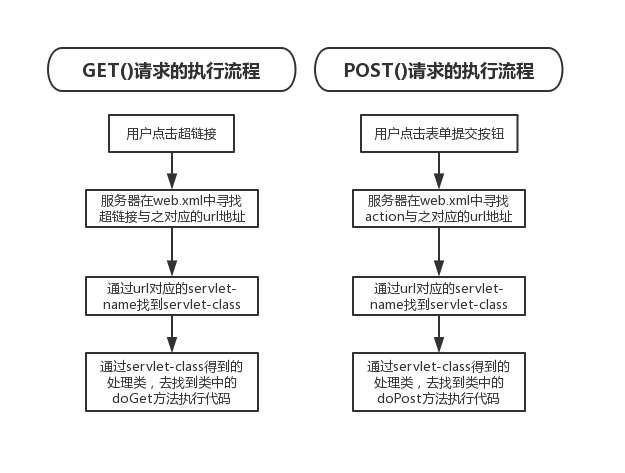 GET()请求的执行流程
用户点击超链接
服务器在web.xml中寻找
超链接与之对应的url地址
通过url对应的servlet-
name找到servlet-class
通过servlet-class得到的
处理类，去找到类中的
doGet方法执行代码
POST()请求的执行流程
用户点击表单提交按钮
服务器在web.xml中寻找
action与之对应的url地址
通过url对应的servlet-
name找到servlet-class
通过servlet-class得到的
处理类，去找到类中的
doPost方法执行代码